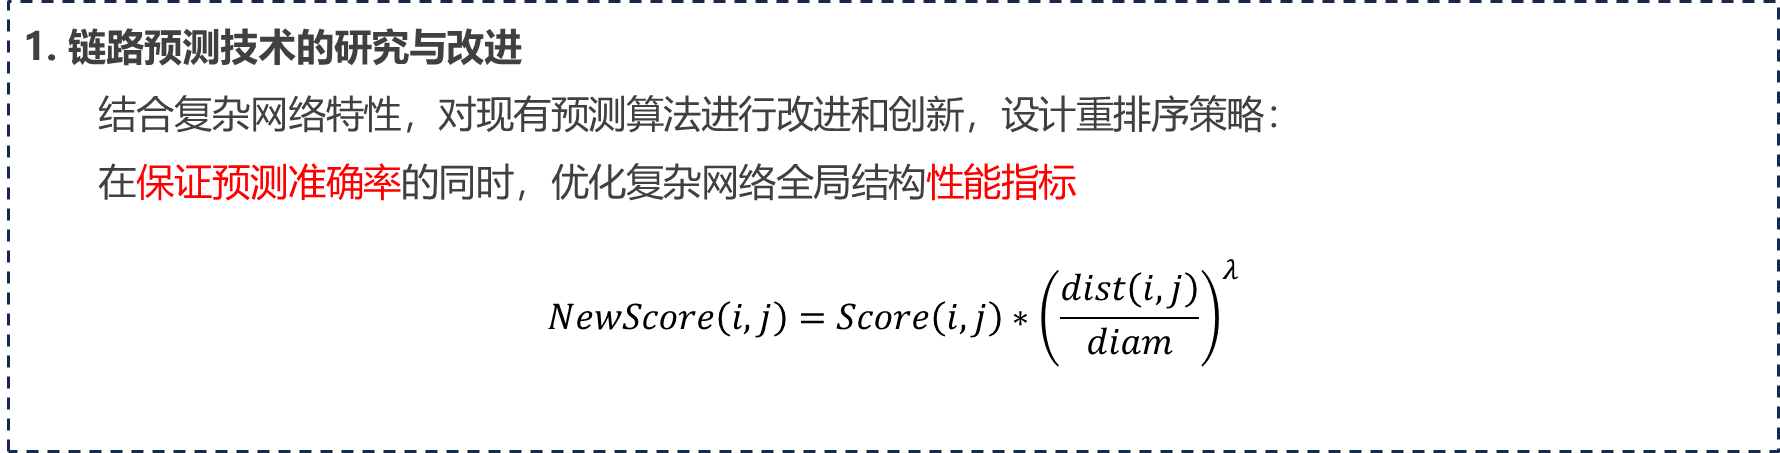 1. 链路预测技术的研究与改进
结合复杂网络特性，对现有预测算法进行改进和创新，设计重排序策略：
在保证预测准确率的同时，优化复杂网络全局结构性能指标
NewScore(i,j) = Score(i,j) * (dist(i,j)/diam)^λ